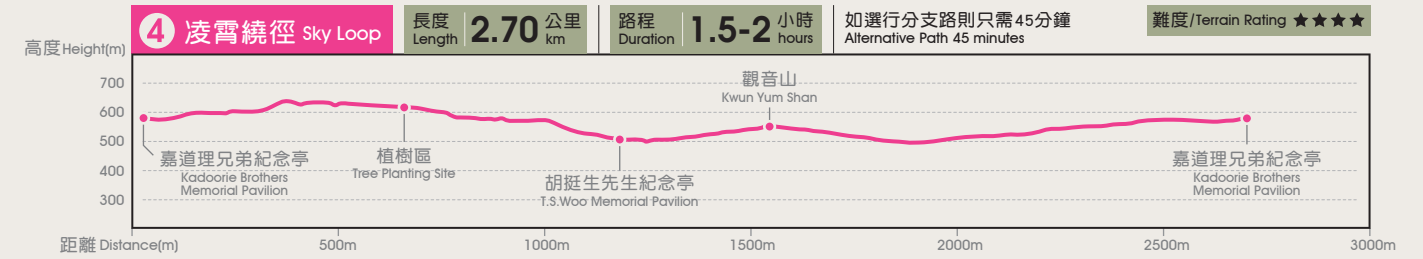 4 凌霄繞徑 Sky Loop
長度 Length 2.70 公里 km
路程 Duration 1.5-2 小時 hours
如選行分支路則只需45分鐘
Alternative Path 45 minutes
難度/Terrain Rating ★★★★
高度Height(m)
700
600
500
400
300
嘉道理兄弟紀念亭
Kadoorie Brothers
Memorial Pavilion
植樹區
Tree Planting Site
胡挺生先生紀念亭
T.S.Woo Memorial Pavilion
觀音山
Kwun Yum Shan
嘉道理兄弟紀念亭
Kadoorie Brothers
Memorial Pavilion
距離 Distance(m)
500m
1000m
1500m
2000m
2500m
3000m